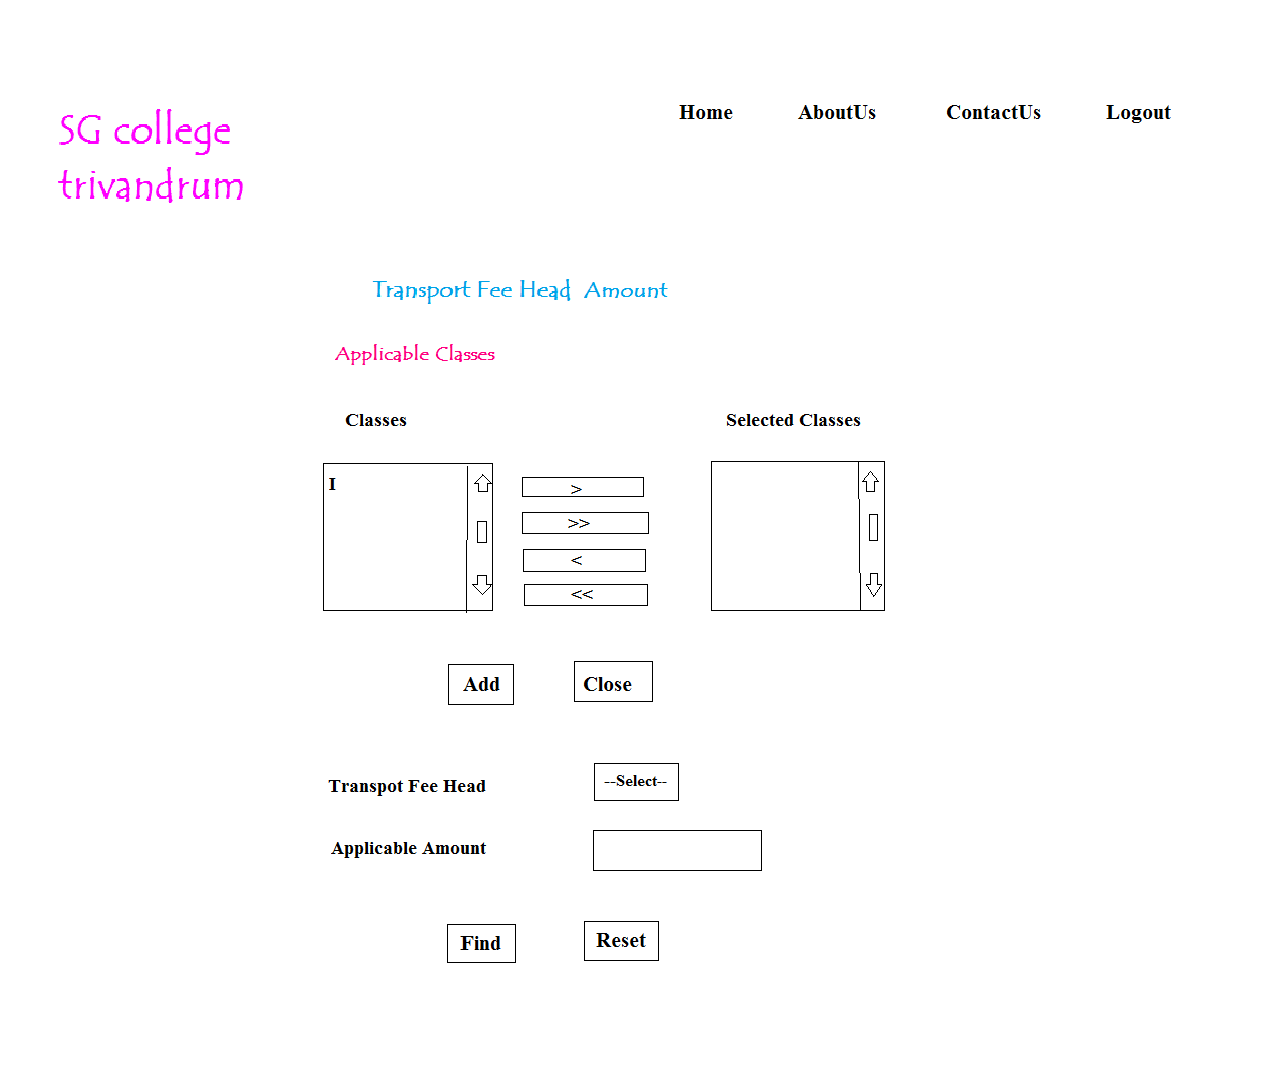 Home AboutUs ContactUs Logout
SG college
trivandrum
Transport Fee Head Amount
Applicable Classes
Classes Selected Classes
I
>
>>
<
<<
Add Close
Transpot Fee Head --Select--
Applicable Amount
Find Reset